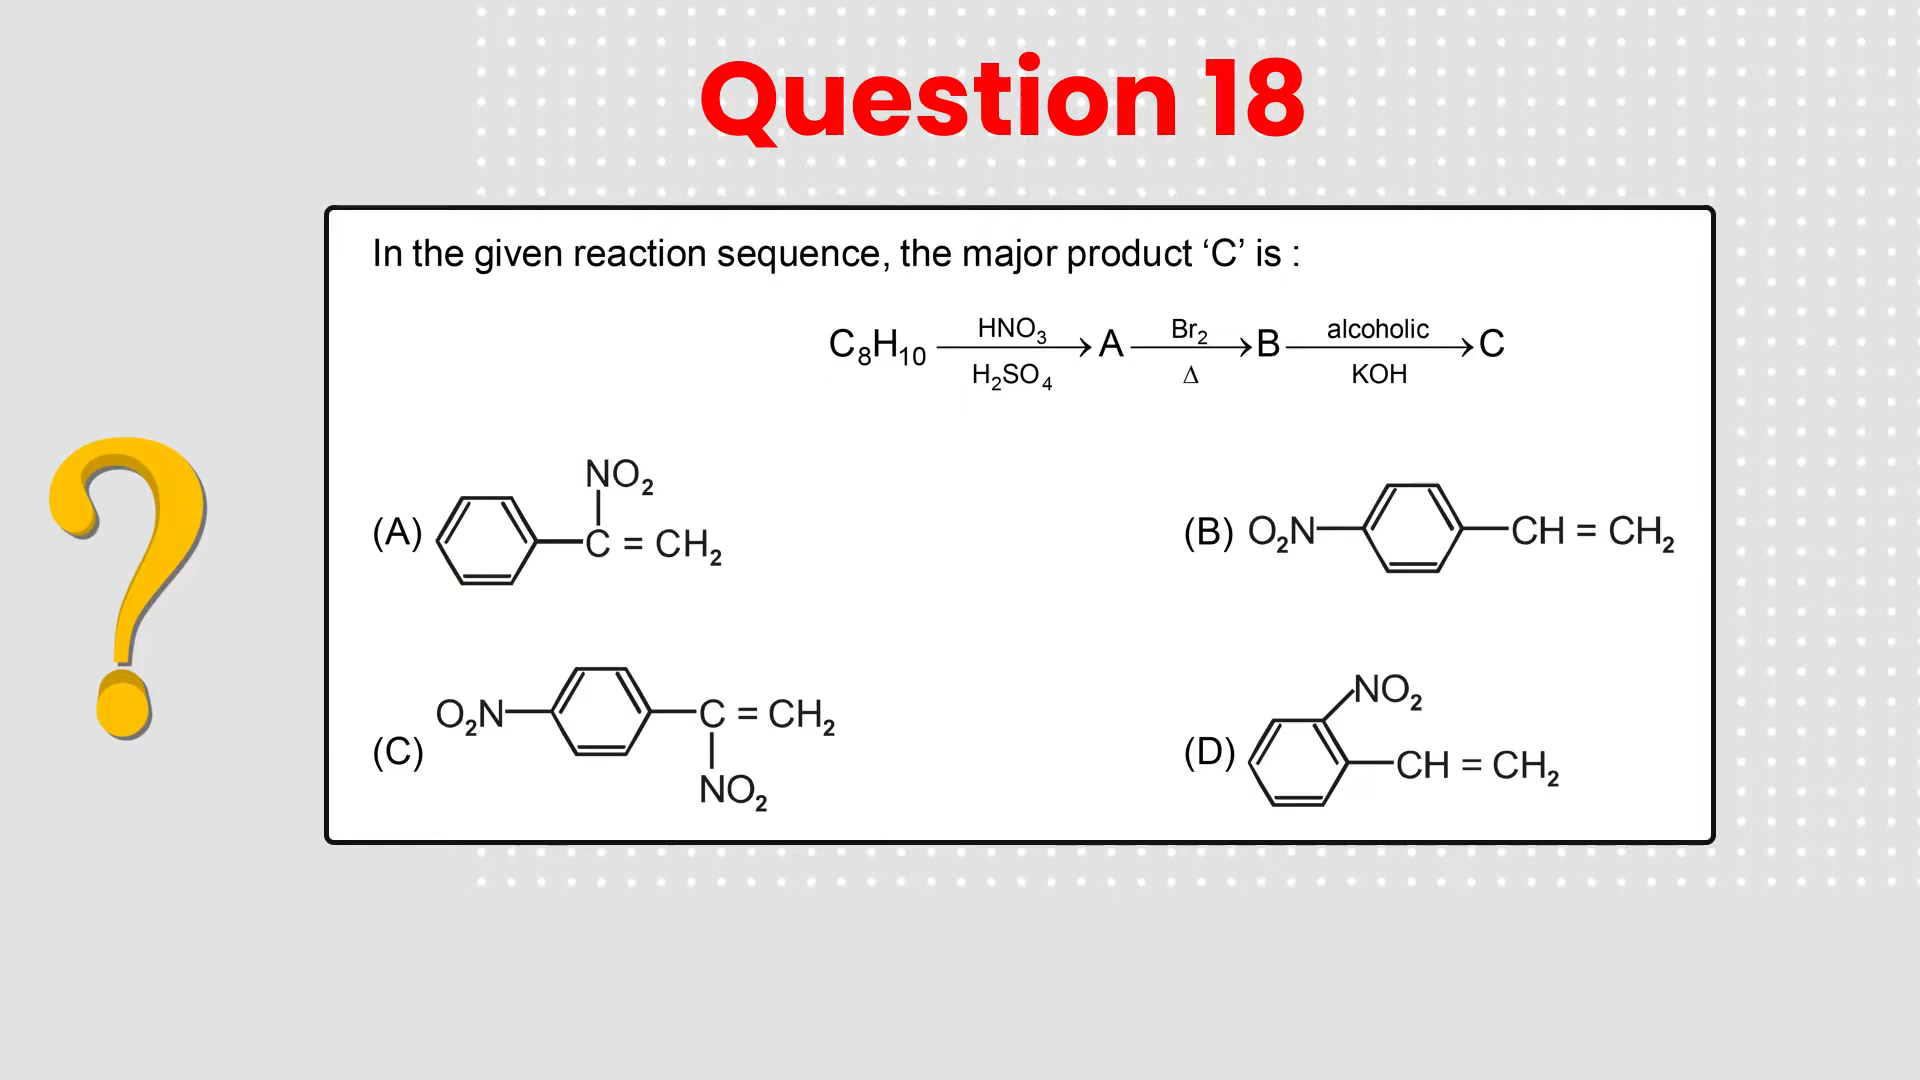 Question 18
In the given reaction sequence, the major product ‘C’ is :
C₈H₁₀ —HNO₃/H₂SO₄→ A —Br₂/Δ→ B —alcoholic/KOH→ C
(A) NO₂ C = CH₂
(B) O₂N CH = CH₂
(C) O₂N C = CH₂ NO₂
(D) NO₂ CH = CH₂
?